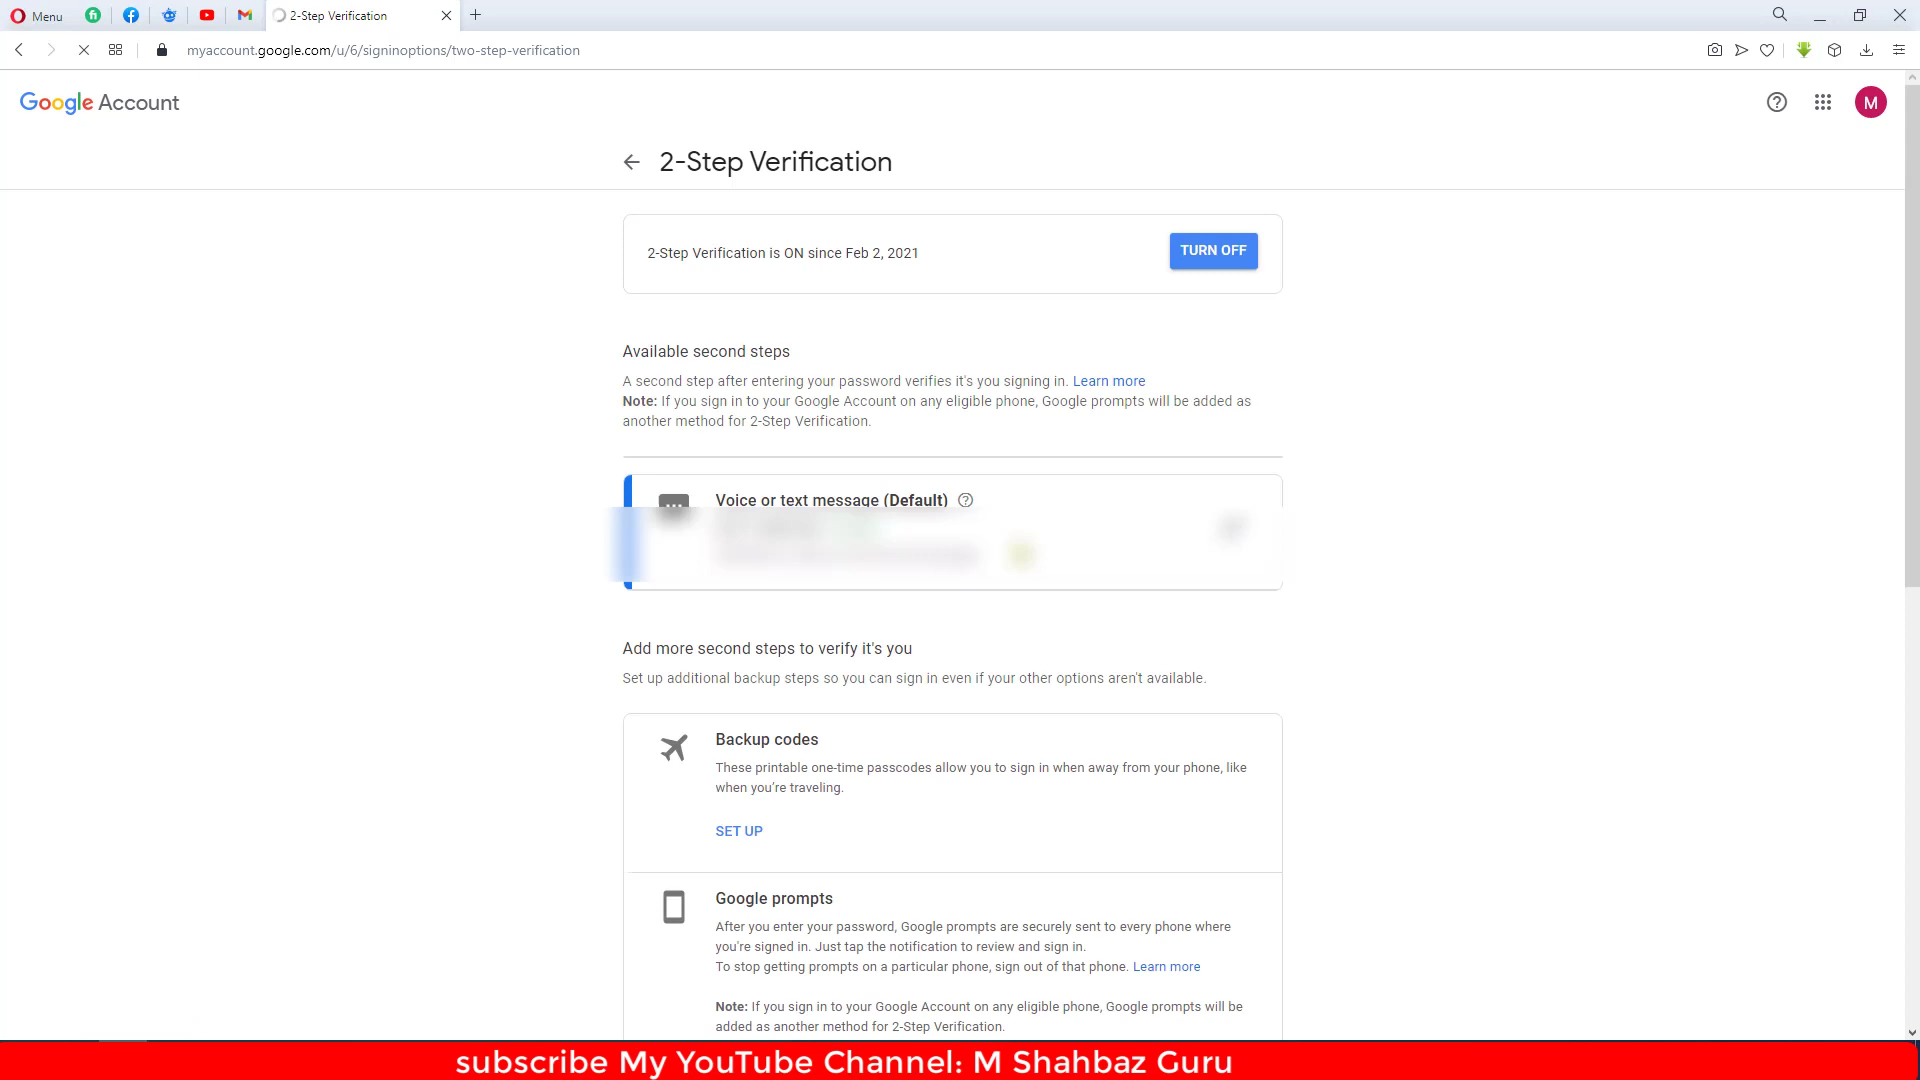 Menu
2-Step Verification
myaccount.google.com/u/6/signinoptions/two-step-verification
Google Account
M
2-Step Verification
2-Step Verification is ON since Feb 2, 2021
TURN OFF
Available second steps
A second step after entering your password verifies it's you signing in. Learn more
Note: If you sign in to your Google Account on any eligible phone, Google prompts will be added as
another method for 2-Step Verification.
Voice or text message (Default)
Add more second steps to verify it's you
Set up additional backup steps so you can sign in even if your other options aren't available.
Backup codes
These printable one-time passcodes allow you to sign in when away from your phone, like
when you're traveling.
SET UP
Google prompts
After you enter your password, Google prompts are securely sent to every phone where
you're signed in. Just tap the notification to review and sign in.
To stop getting prompts on a particular phone, sign out of that phone. Learn more
Note: If you sign in to your Google Account on any eligible phone, Google prompts will be
added as another method for 2-Step Verification.
subscribe My YouTube Channel: M Shahbaz Guru